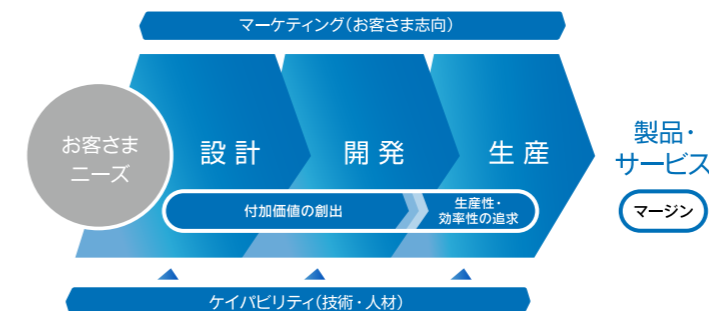 マーケティング(お客さま志向)
お客さま
ニーズ
設計
開発
生産
付加価値の創出
生産性・
効率性の追求
製品・
サービス
マージン
ケイパビリティ(技術・人材)